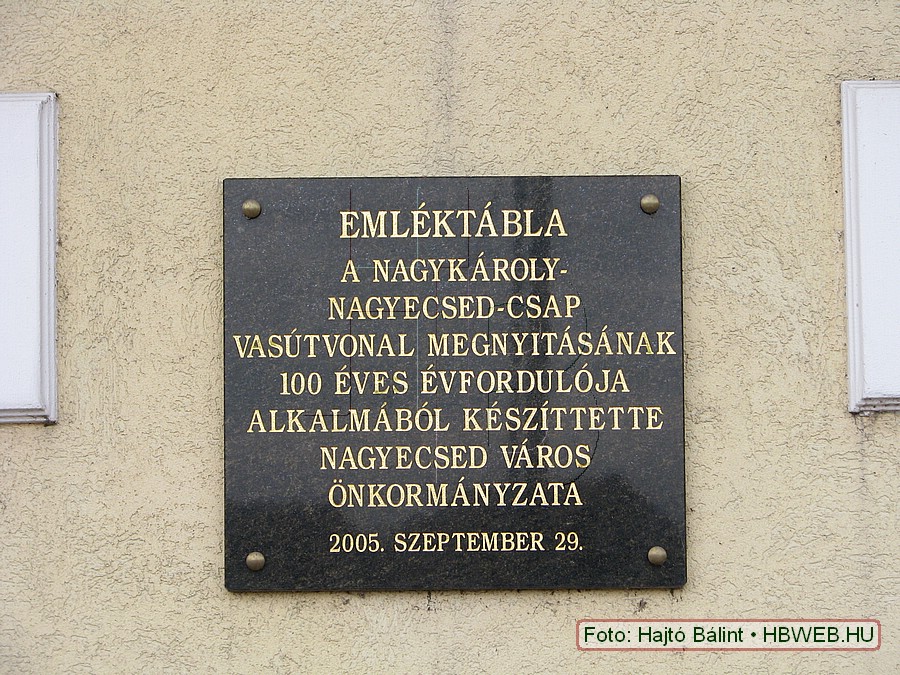 EMLÉKTÁBLA
A NAGYKÁROLY-
NAGYECSED-CSAP
VASÚTVONAL MEGNYITÁSÁNAK
100 ÉVES ÉVFORDULÓJA
ALKALMÁBÓL KÉSZÍTTETTE
NAGYECSED VÁROS
ÖNKORMÁNYZATA
2005. SZEPTEMBER 29.
Foto: Hajtó Bálint • HBWEB.HU